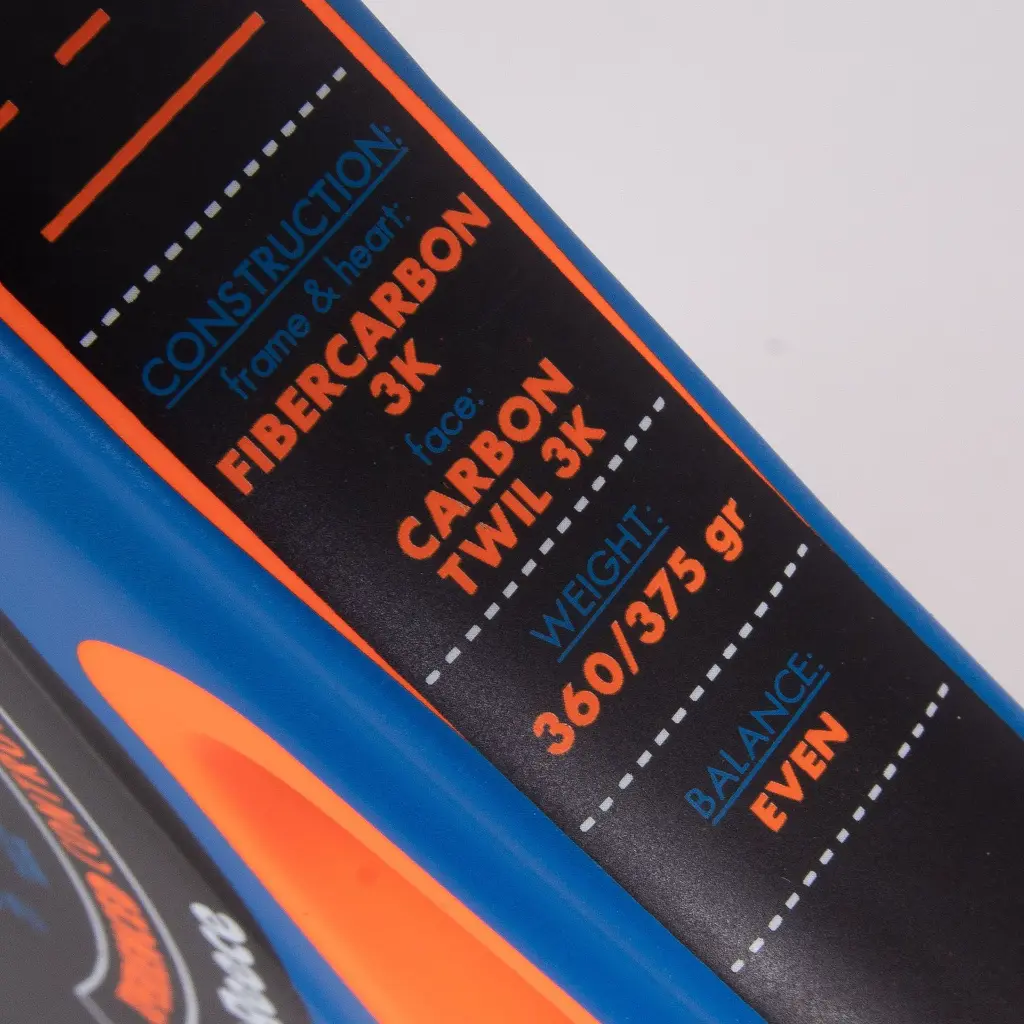 CONSTRUCTION:
frame & heart:
FIBERCARBON
3K
face:
CARBON
TWIL 3K
WEIGHT:
360/375 gr
BALANCE:
EVEN